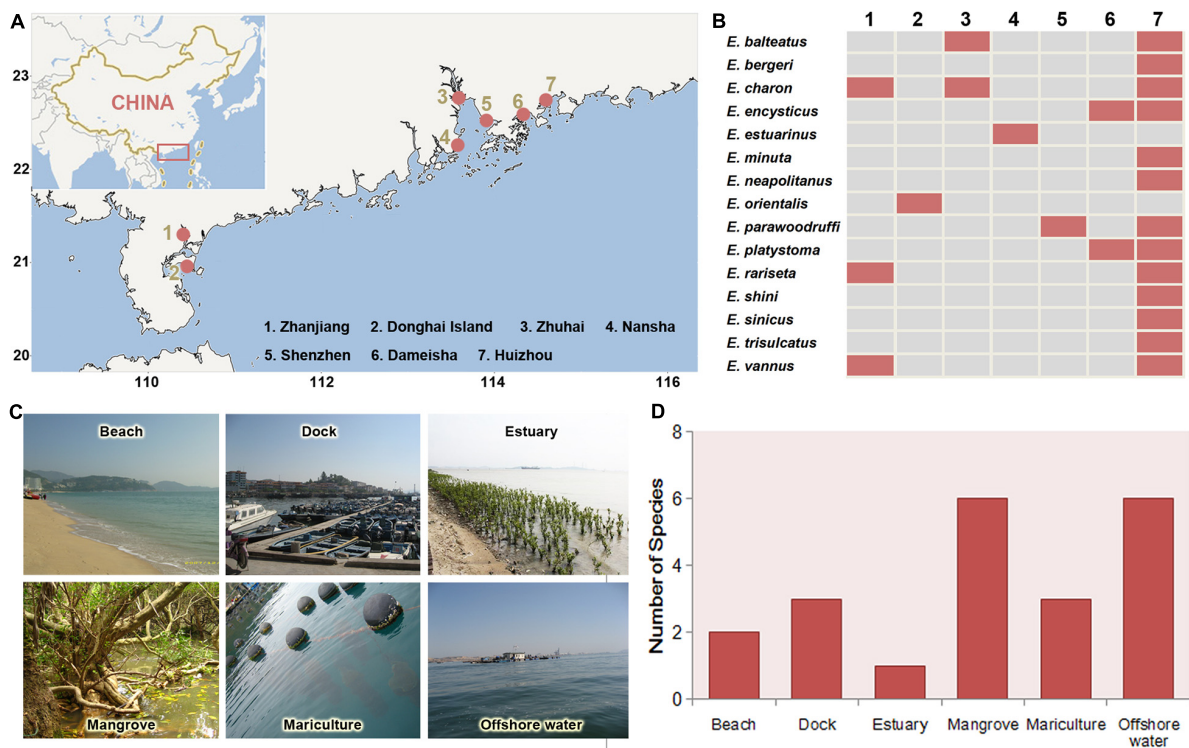 A
CHINA
23
22
21
20
110
112
114
116
1
2
3
4
5
6
7
1. Zhanjiang 2. Donghai Island 3. Zhuhai 4. Nansha
5. Shenzhen 6. Dameisha 7. Huizhou
B
1 2 3 4 5 6 7
E. balteatus
E. bergeri
E. charon
E. encysticus
E. estuarinus
E. minuta
E. neapolitanus
E. orientalis
E. parawoodruffi
E. platystoma
E. rariseta
E. shini
E. sinicus
E. trisulcatus
E. vannus
C
Beach
Dock
Estuary
Mangrove
Mariculture
Offshore water
D
Number of Species
8
6
4
2
0
Beach
Dock
Estuary
Mangrove
Mariculture
Offshore
water